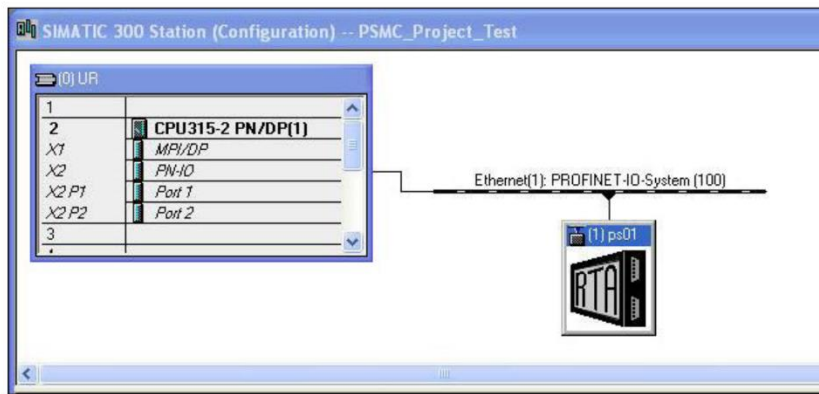 SIMATIC 300 Station (Configuration) -- PSMC_Project_Test
(0) UR
1
2 CPU315-2 PN/DP(1)
X1 MPI/DP
X2 PN-IO
X2 P1 Port 1
X2 P2 Port 2
3
Ethernet(1): PROFINET-IO-System (100)
(1) ps01
RTA